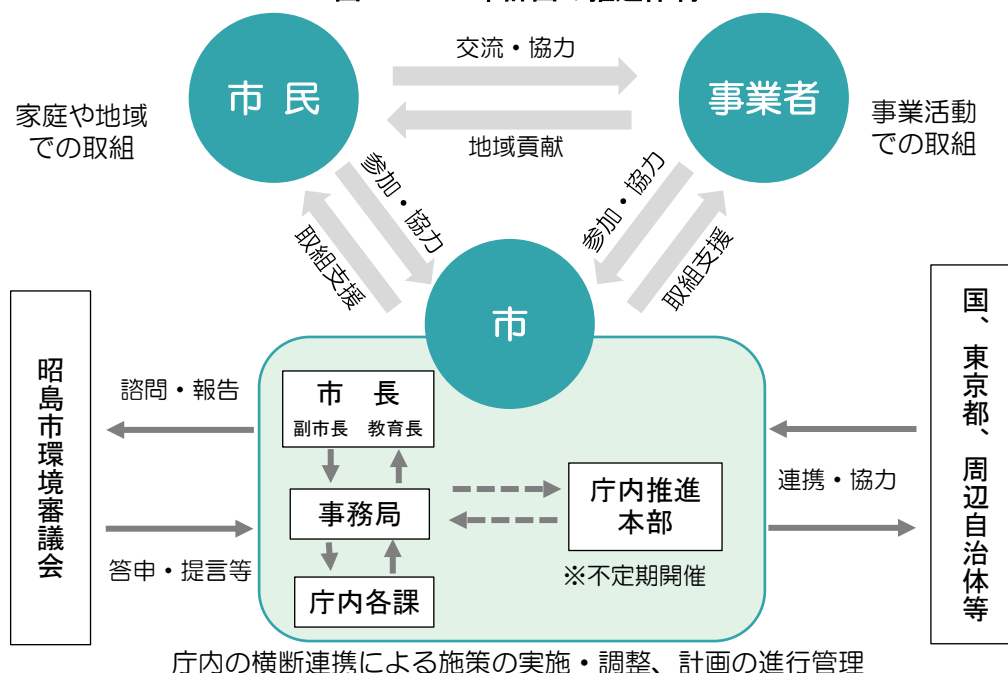 交流・協力
市 民
事業者
家庭や地域
での取組
地域貢献
事業活動
での取組
参加・協力
取組支援
参加・協力
取組支援
市
昭島市環境審議会
諮問・報告
答申・提言等
市 長
副市長 教育長
事務局
庁内各課
庁内推進
本部
※不定期開催
連携・協力
国、東京都、周辺自治体等
庁内の横断連携による施策の実施・調整、計画の進行管理